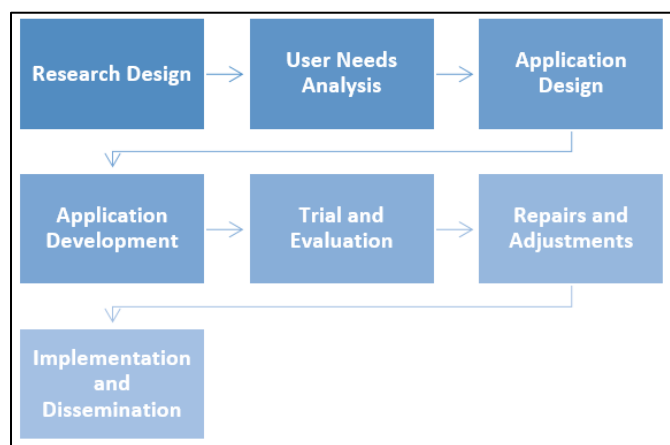 Research Design
User Needs
Analysis
Application
Design
Application
Development
Trial and
Evaluation
Repairs and
Adjustments
Implementation
and
Dissemination